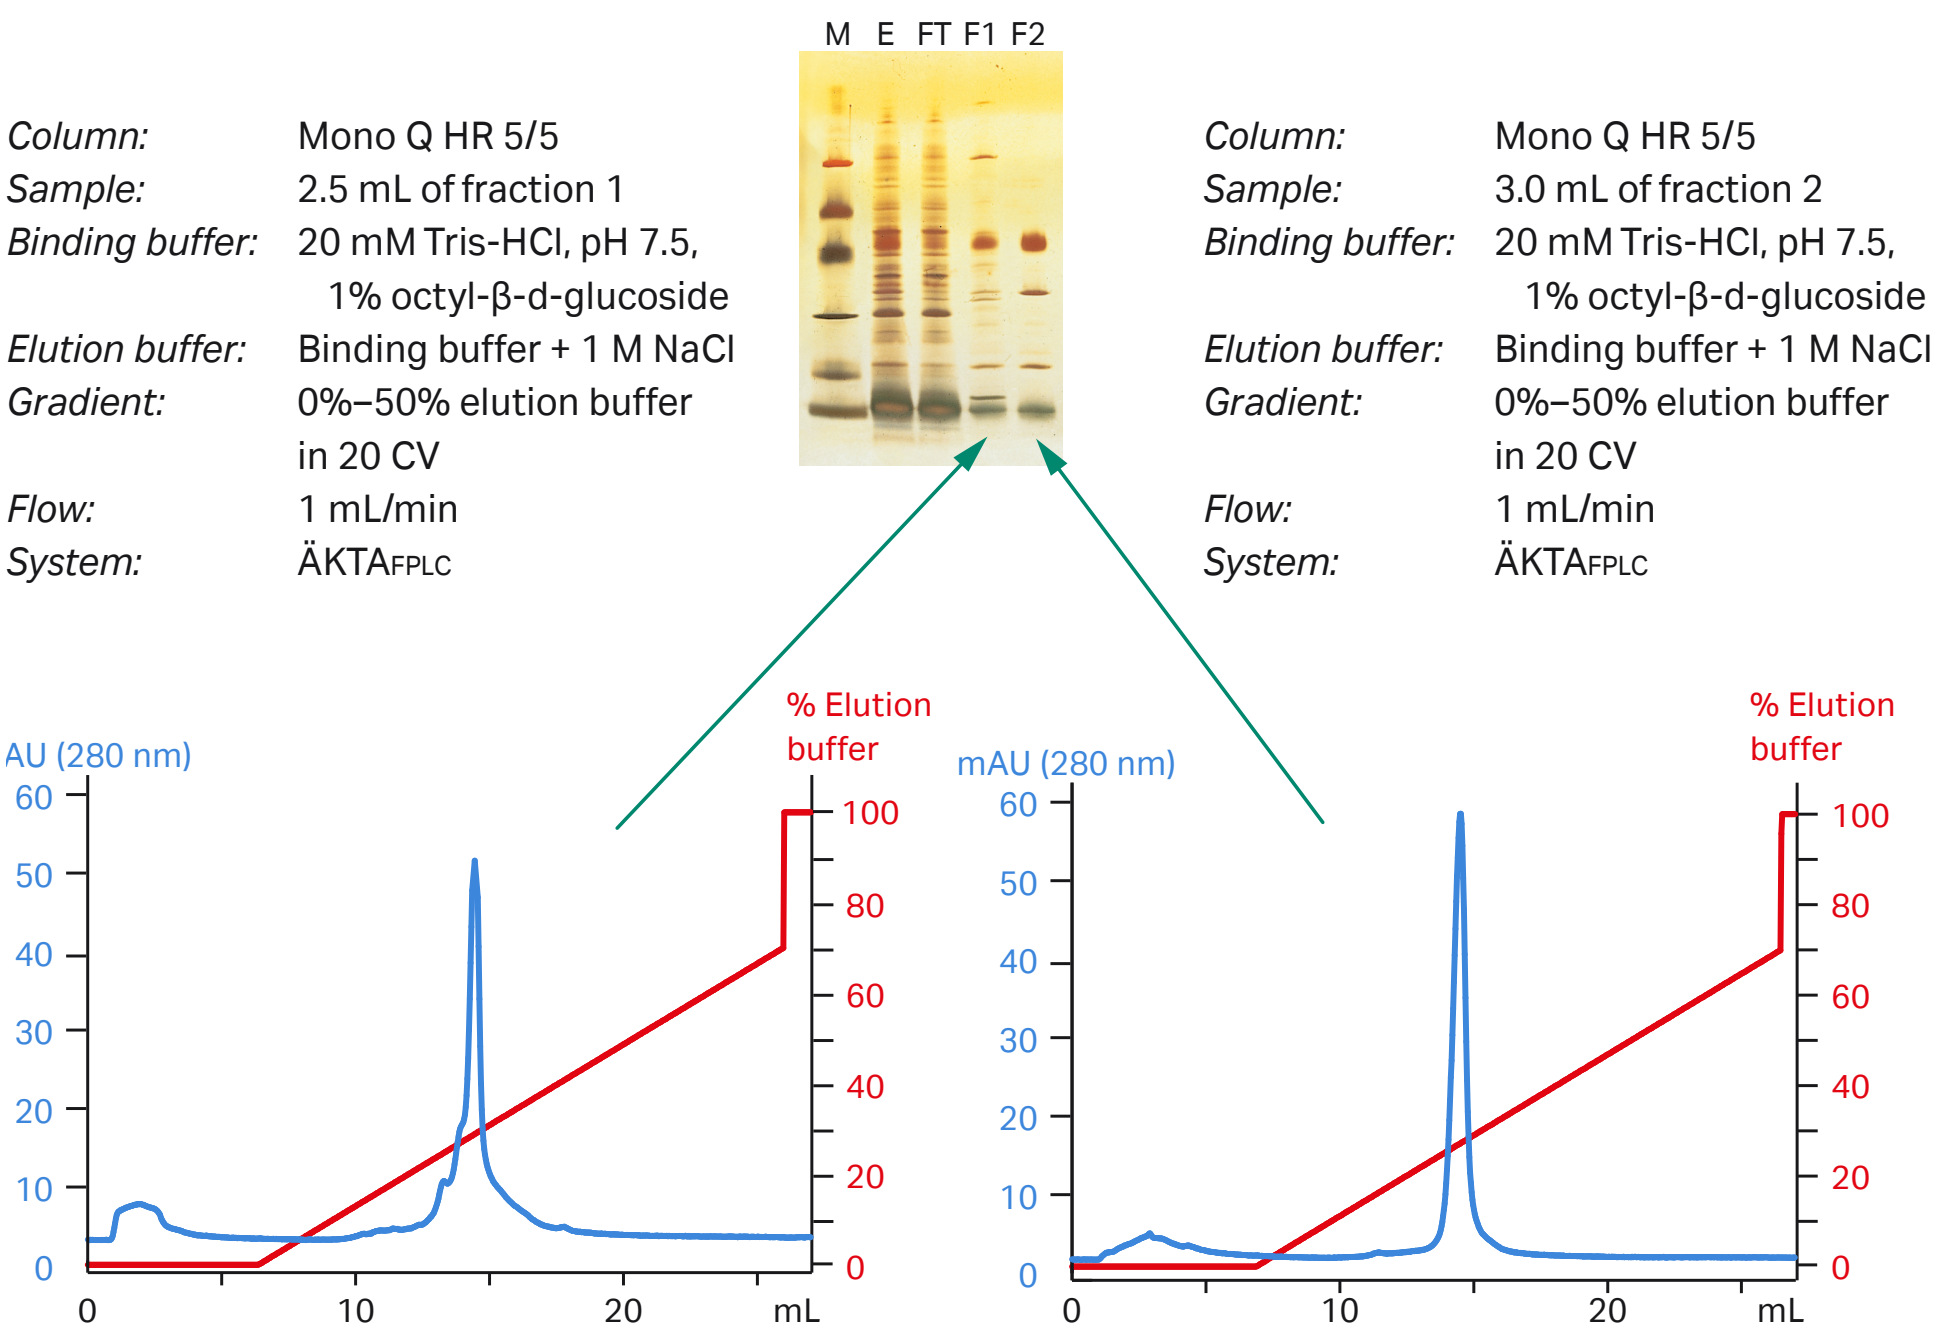 M E FT F1 F2
Column: Mono Q HR 5/5
Sample: 2.5 mL of fraction 1
Binding buffer: 20 mM Tris-HCl, pH 7.5,
1% octyl-β-d-glucoside
Elution buffer: Binding buffer + 1 M NaCl
Gradient: 0%–50% elution buffer
in 20 CV
Flow: 1 mL/min
System: ÄKTAFPLC
Column: Mono Q HR 5/5
Sample: 3.0 mL of fraction 2
Binding buffer: 20 mM Tris-HCl, pH 7.5,
1% octyl-β-d-glucoside
Elution buffer: Binding buffer + 1 M NaCl
Gradient: 0%–50% elution buffer
in 20 CV
Flow: 1 mL/min
System: ÄKTAFPLC
AU (280 nm)
% Elution
buffer
60
50
40
30
20
10
0
100
80
60
40
20
0
0 10 20 mL
mAU (280 nm)
% Elution
buffer
60
50
40
30
20
10
0
100
80
60
40
20
0
0 10 20 mL